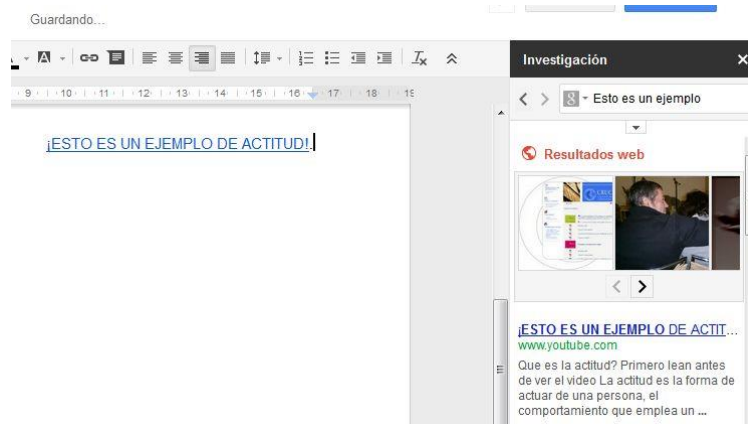 Guardando...
9 10 11 12 13 14 15 16 17 18 19
¡ESTO ES UN EJEMPLO DE ACTITUD!.
Investigación
Esto es un ejemplo
Resultados web
¡ESTO ES UN EJEMPLO DE ACTIT...
www.youtube.com
Que es la actitud? Primero lean antes
de ver el video La actitud es la forma de
actuar de una persona, el
comportamiento que emplea un ...